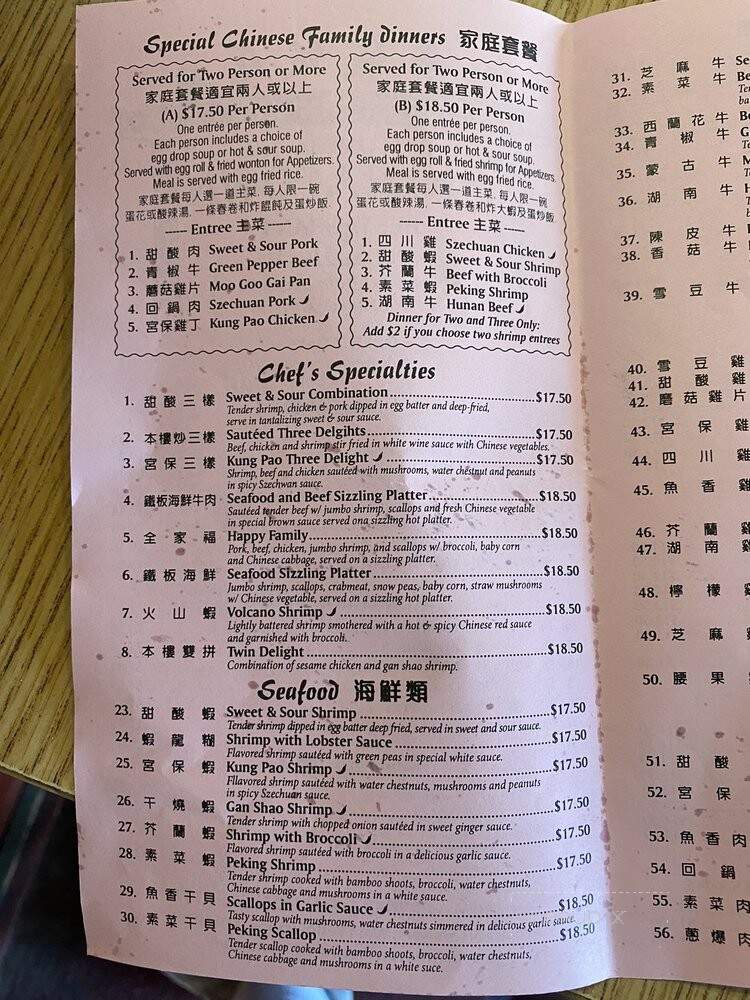 Special Chinese Family dinners 家庭套餐
Served for Two Person or More
家庭套餐適宜兩人或以上
(A) $17.50 Per Person
One entrée per person.
Each person includes a choice of
egg drop soup or hot & sour soup.
Served with egg roll & fried wonton for Appetizers.
Meal is served with egg fried rice.
家庭套餐每人選一道主菜, 每人限一碗
蛋花或酸辣湯, 一條春卷和炸餛飩及蛋炒飯
------ Entree 主菜 ------
1. 甜酸肉 Sweet & Sour Pork
2. 青椒牛 Green Pepper Beef
3. 蘑菇雞片 Moo Goo Gai Pan
4. 回鍋肉 Szechuan Pork
5. 宮保雞丁 Kung Pao Chicken
Served for Two Person or More
家庭套餐適宜兩人或以上
(B) $18.50 Per Person
One entrée per person.
Each person includes a choice of
egg drop soup or hot & sour soup.
Served with egg roll & fried shrimp for Appetizers.
Meal is served with egg fried rice.
家庭套餐每人選一道主菜, 每人限一碗
蛋花或酸辣湯, 一條春卷和炸大蝦及蛋炒飯
------ Entree 主菜 ------
1. 四川雞 Szechuan Chicken
2. 甜酸蝦 Sweet & Sour Shrimp
3. 芥蘭牛 Beef with Broccoli
4. 素菜蝦 Peking Shrimp
5. 湖南牛 Hunan Beef
Dinner for Two and Three Only:
Add $2 if you choose two shrimp entrees
Chef's Specialties
1. 甜酸三樣 Sweet & Sour Combination $17.50
Tender shrimp, chicken & pork dipped in egg batter and deep-fried,
serve in tantalizing sweet & sour sauce.
2. 本樓炒三樣 Sautéed Three Delgihts $17.50
Beef, chicken and shrimp stir fried in white wine sauce with Chinese vegetables.
3. 宮保三樣 Kung Pao Three Delight $17.50
Shrimp, beef and chicken sautéed with mushrooms, water chestnut and peanuts
in spicy Szechwan sauce.
4. 鐵板海鮮牛肉 Seafood and Beef Sizzling Platter $18.50
Sautéed tender beef w/ jumbo shrimp, scallops and fresh Chinese vegetable
in special brown sauce served ona sizzling hot platter.
5. 全家福 Happy Family $18.50
Pork, beef, chicken, jumbo shrimp, and scallops w/ broccoli, baby corn
and Chinese cabbage, served on a sizzling platter.
6. 鐵板海鮮 Seafood Sizzling Platter $18.50
Jumbo shrimp, scallops, crabmeat, snow peas, baby corn, straw mushrooms
w/ Chinese vegetable, served on a sizzling hot platter.
7. 火山蝦 Volcano Shrimp $18.50
Lightly battered shrimp smothered with a hot & spicy Chinese red sauce
and garnished with broccoli.
8. 本樓雙拼 Twin Delight $18.50
Combination of sesame chicken and gan shao shrimp.
Seafood 海鮮類
23. 甜酸蝦 Sweet & Sour Shrimp $17.50
Tender shrimp dipped in egg batter deep fried, served in sweet and sour sauce.
24. 蝦龍糊 Shrimp with Lobster Sauce $17.50
Flavored shrimp sautéed with green peas in special white sauce.
25. 宮保蝦 Kung Pao Shrimp $17.50
Fllavored shrimp sautéed with water chestnuts, mushrooms and peanuts
in spicy Szechuan sauce.
26. 干燒蝦 Gan Shao Shrimp $17.50
Tender shrimp with chopped onion sautéed in sweet ginger sauce.
27. 芥蘭蝦 Shrimp with Broccoli $17.50
Flavored shrimp sautéed with broccoli in a delicious garlic sauce.
28. 素菜蝦 Peking Shrimp $17.50
Tender shrimp cooked with bamboo shoots, broccoli, water chestnuts,
Chinese cabbage and mushrooms in a white sauce.
29. 魚香干貝 Scallops in Garlic Sauce $18.50
Tasty scallop with mushrooms, water chestnuts simmered in delicious garlic sauce.
30. 素菜干貝 Peking Scallop $18.50
Tender scallop cooked with bamboo shoots, broccoli, water chestnuts,
Chinese cabbage and mushrooms in a white suce.
31. 芝麻牛
32. 素菜牛
33. 西蘭花牛
34. 青椒牛
35. 蒙古牛
36. 湖南牛
37. 陳皮牛
38. 香菇牛
39. 雪豆牛
40. 雪豆雞
41. 甜酸雞
42. 蘑菇雞片
43. 宮保雞
44. 四川雞
45. 魚香雞
46. 芥蘭雞
47. 湖南雞
48. 檸檬
49. 芝麻
50. 腰果
51. 甜酸
52. 宮保
53. 魚香肉
54. 回鍋
55. 素菜肉
56. 蔥爆肉